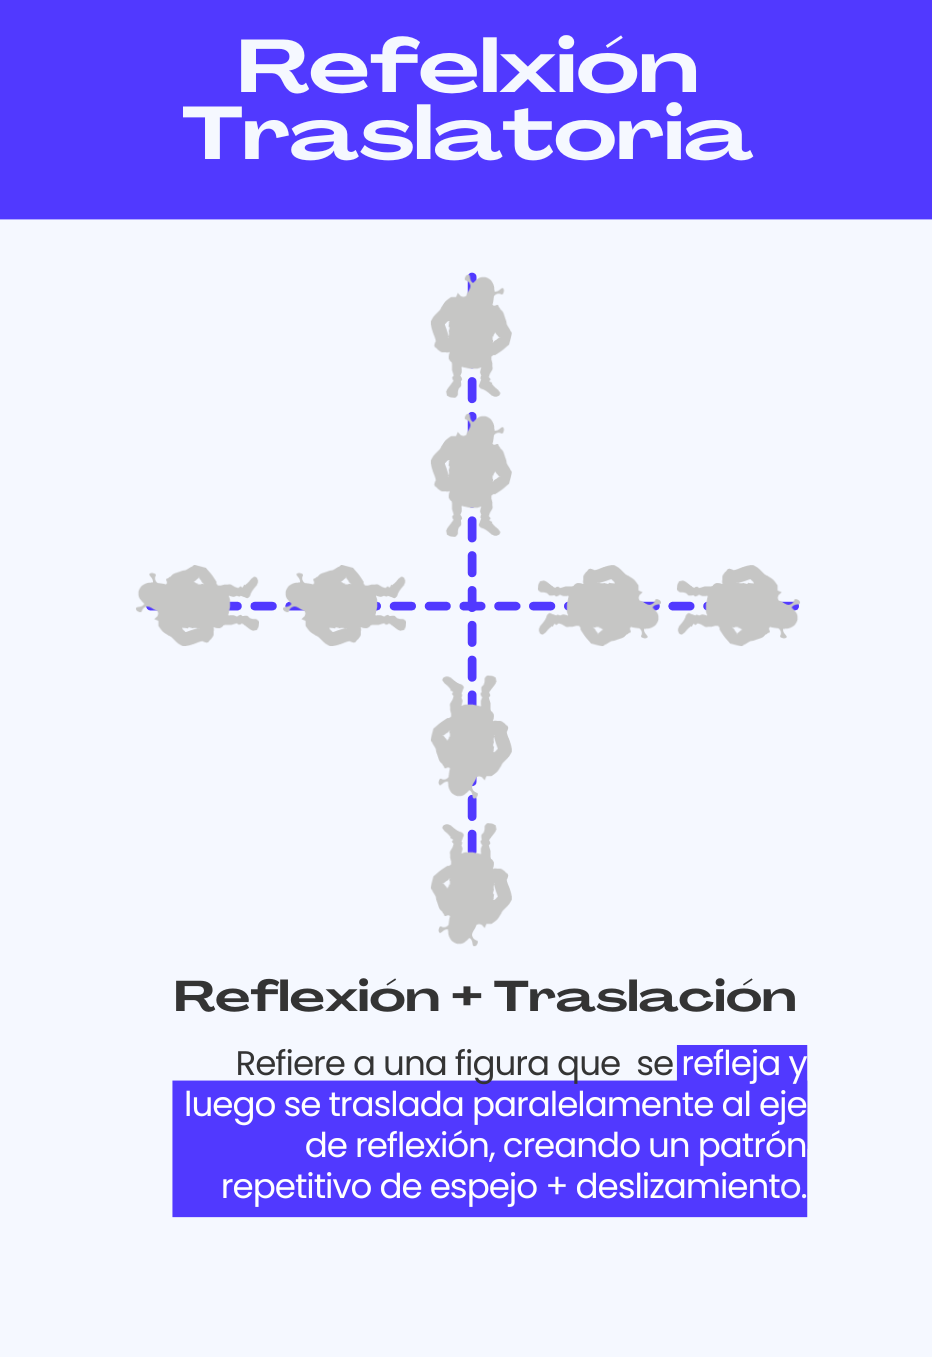 Refelxión
Traslatoria
Reflexión + Traslación
Refiere a una figura que se refleja y
luego se traslada paralelamente al eje
de reflexión, creando un patrón
repetitivo de espejo + deslizamiento.